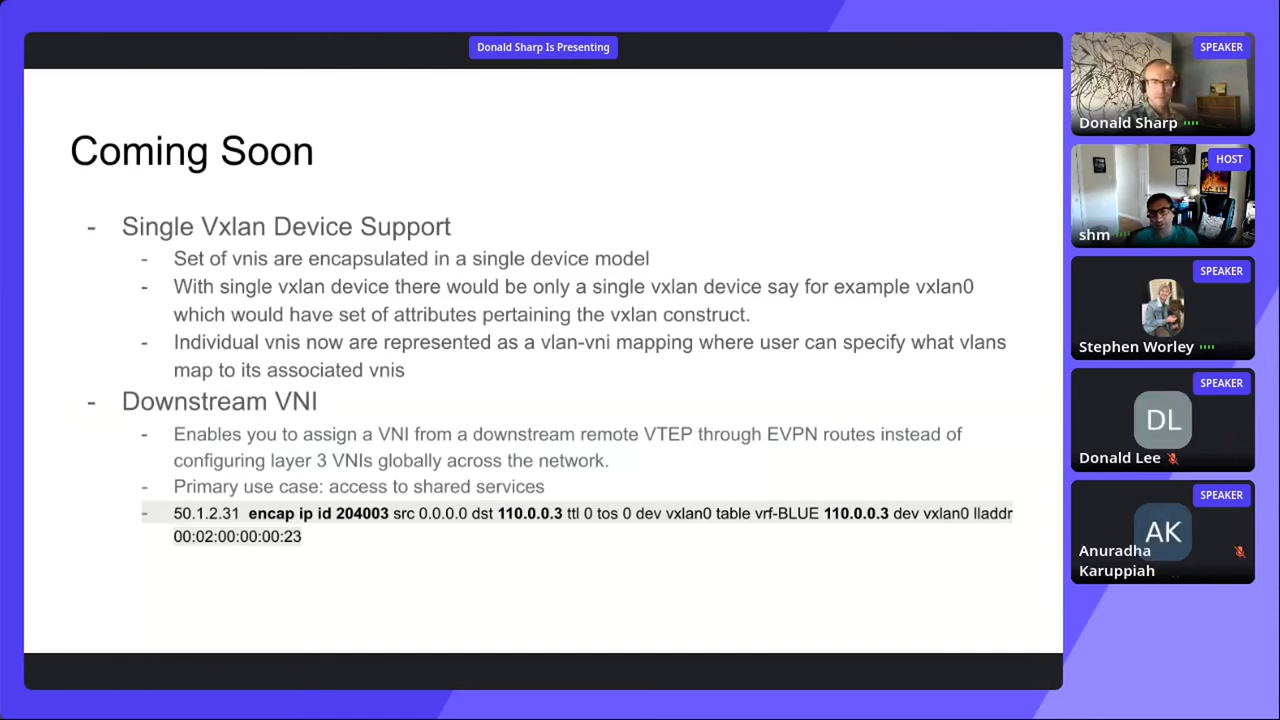 Donald Sharp Is Presenting
Coming Soon
- Single Vxlan Device Support
- Set of vnis are encapsulated in a single device model
- With single vxlan device there would be only a single vxlan device say for example vxlan0
which would have set of attributes pertaining the vxlan construct.
- Individual vnis now are represented as a vlan-vni mapping where user can specify what vlans
map to its associated vnis
- Downstream VNI
- Enables you to assign a VNI from a downstream remote VTEP through EVPN routes instead of
configuring layer 3 VNIs globally across the network.
- Primary use case: access to shared services
- 50.1.2.31 encap ip id 204003 src 0.0.0.0 dst 110.0.0.3 ttl 0 tos 0 dev vxlan0 table vrf-BLUE 110.0.0.3 dev vxlan0 lladdr
00:02:00:00:00:23
SPEAKER
Donald Sharp
HOST
shm
SPEAKER
Stephen Worley
SPEAKER
DL
Donald Lee
SPEAKER
AK
Anuradha
Karuppiah